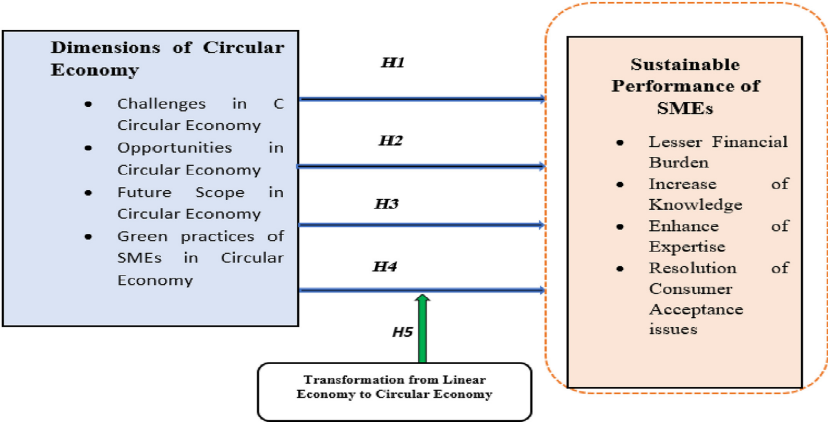 Dimensions of Circular
Economy
• Challenges in C
Circular Economy
• Opportunities in
Circular Economy
• Future Scope in
Circular Economy
• Green practices of
SMEs in Circular
Economy
H1
H2
H3
H4
H5
Transformation from Linear
Economy to Circular Economy
Sustainable
Performance of
SMEs
• Lesser Financial
Burden
• Increase of
Knowledge
• Enhance of
Expertise
• Resolution of
Consumer
Acceptance
issues